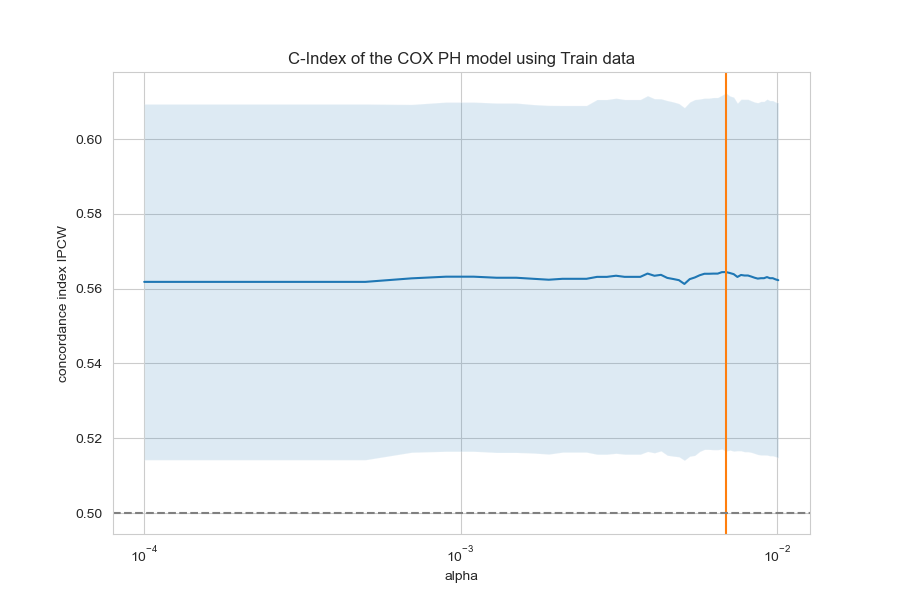 C-Index of the COX PH model using Train data
concordance index IPCW
0.60
0.58
0.56
0.54
0.52
0.50
10⁻⁴ 10⁻³ 10⁻²
alpha